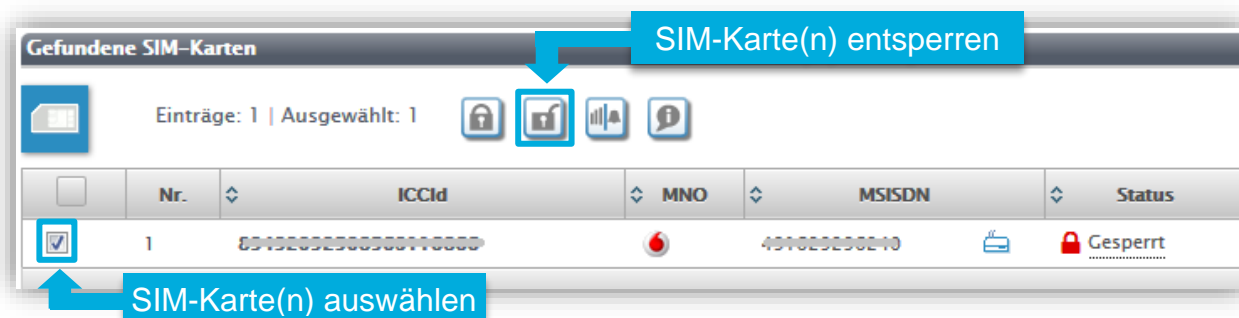 Gefundene SIM-Karten
SIM-Karte(n) entsperren
Einträge: 1 | Ausgewählt: 1
Nr. ICCId MNO MSISDN Status
1 Gesperrt
SIM-Karte(n) auswählen